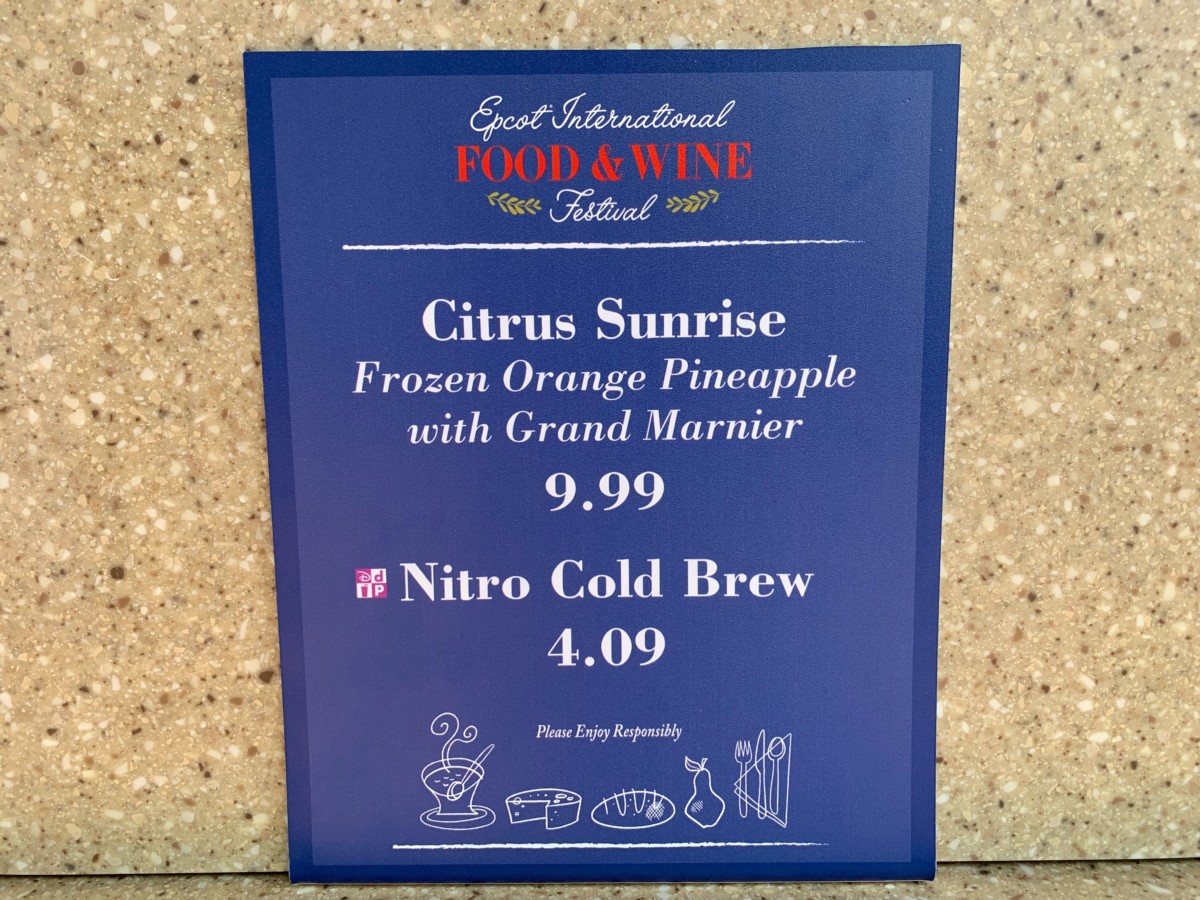 Epcot International
FOOD & WINE
Festival
Citrus Sunrise
Frozen Orange Pineapple
with Grand Marnier
9.99
D d i P Nitro Cold Brew
4.09
Please Enjoy Responsibly